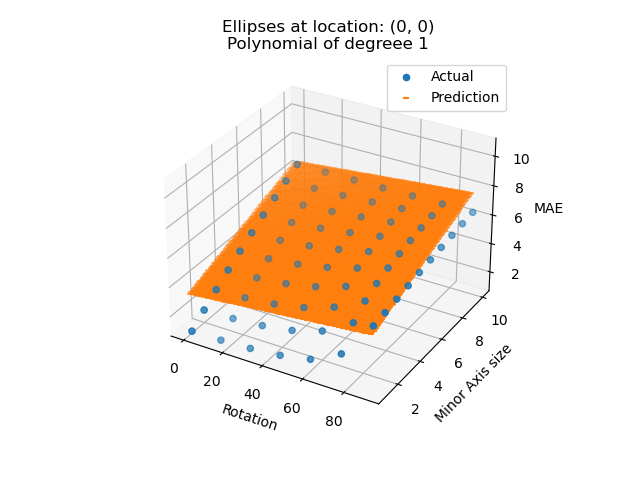 Ellipses at location: (0, 0)
Polynomial of degreee 1
Actual
Prediction
10
8
MAE
6
4
2
10
8
6
4
2
Minor Axis size
0
20
40
60
80
Rotation